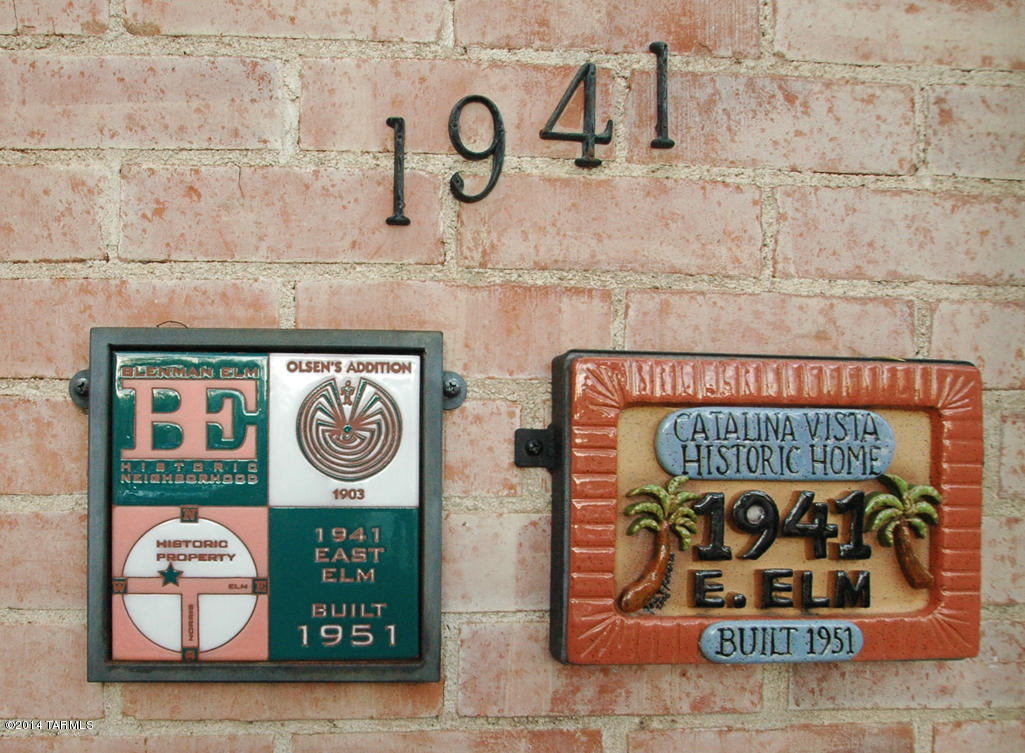 1941
BLENMAN ELM
BE
HISTORIC
NEIGHBORHOOD
OLSEN'S ADDITION
1903
N
HISTORIC
PROPERTY
W
ELM
E
NORRIS
S
1941
EAST
ELM
BUILT
1951
CATALINA VISTA
HISTORIC HOME
1941
E. ELM
BUILT 1951
©2014 TARMLS